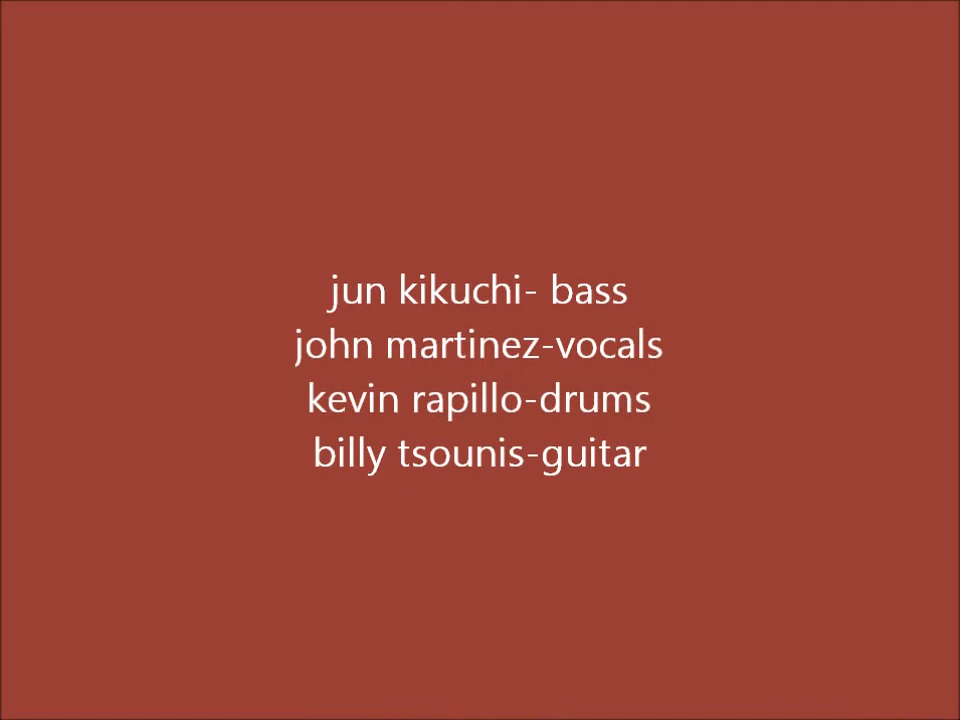 jun kikuchi- bass
john martinez-vocals
kevin rapillo-drums
billy tsounis-guitar